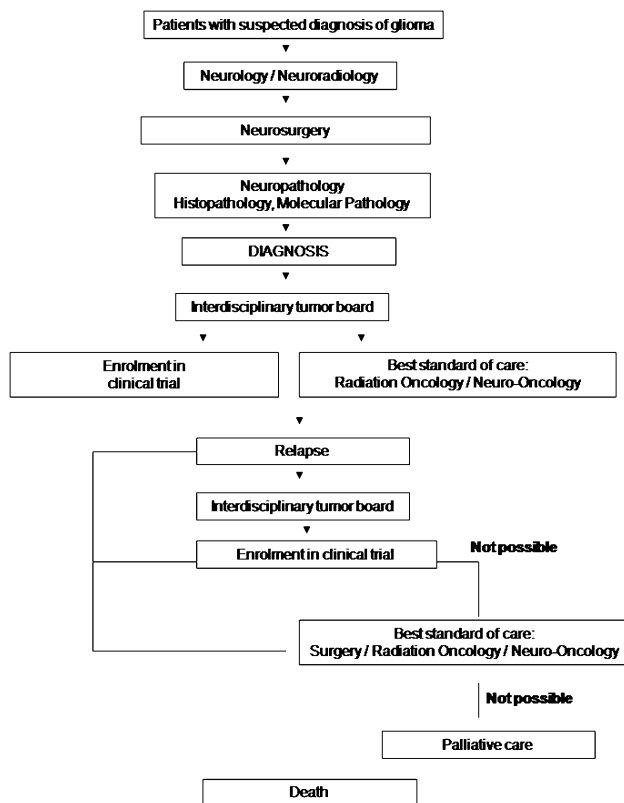 Patients with suspected diagnosis of glioma
Neurology / Neuroradiology
Neurosurgery
Neuropathology
Histopathology, Molecular Pathology
DIAGNOSIS
Interdisciplinary tumor board
Enrolment in
clinical trial
Best standard of care:
Radiation Oncology / Neuro-Oncology
Relapse
Interdisciplinary tumor board
Enrolment in clinical trial
Not possible
Best standard of care:
Surgery / Radiation Oncology / Neuro-Oncology
Not possible
Palliative care
Death